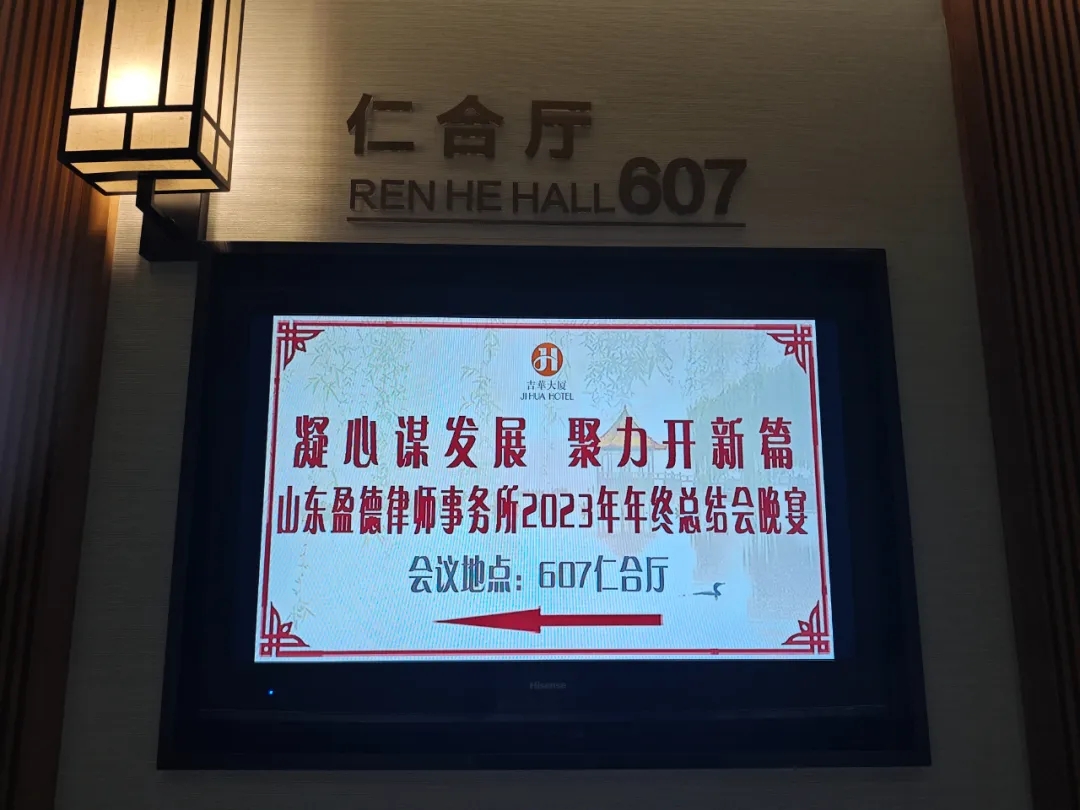 仁合厅
REN HE HALL 607
吉華大厦
JI HUA HOTEL
凝心谋发展 聚力开新篇
山东盈德律师事务所2023年年终总结会晚宴
会议地点：607仁合厅
Hisense